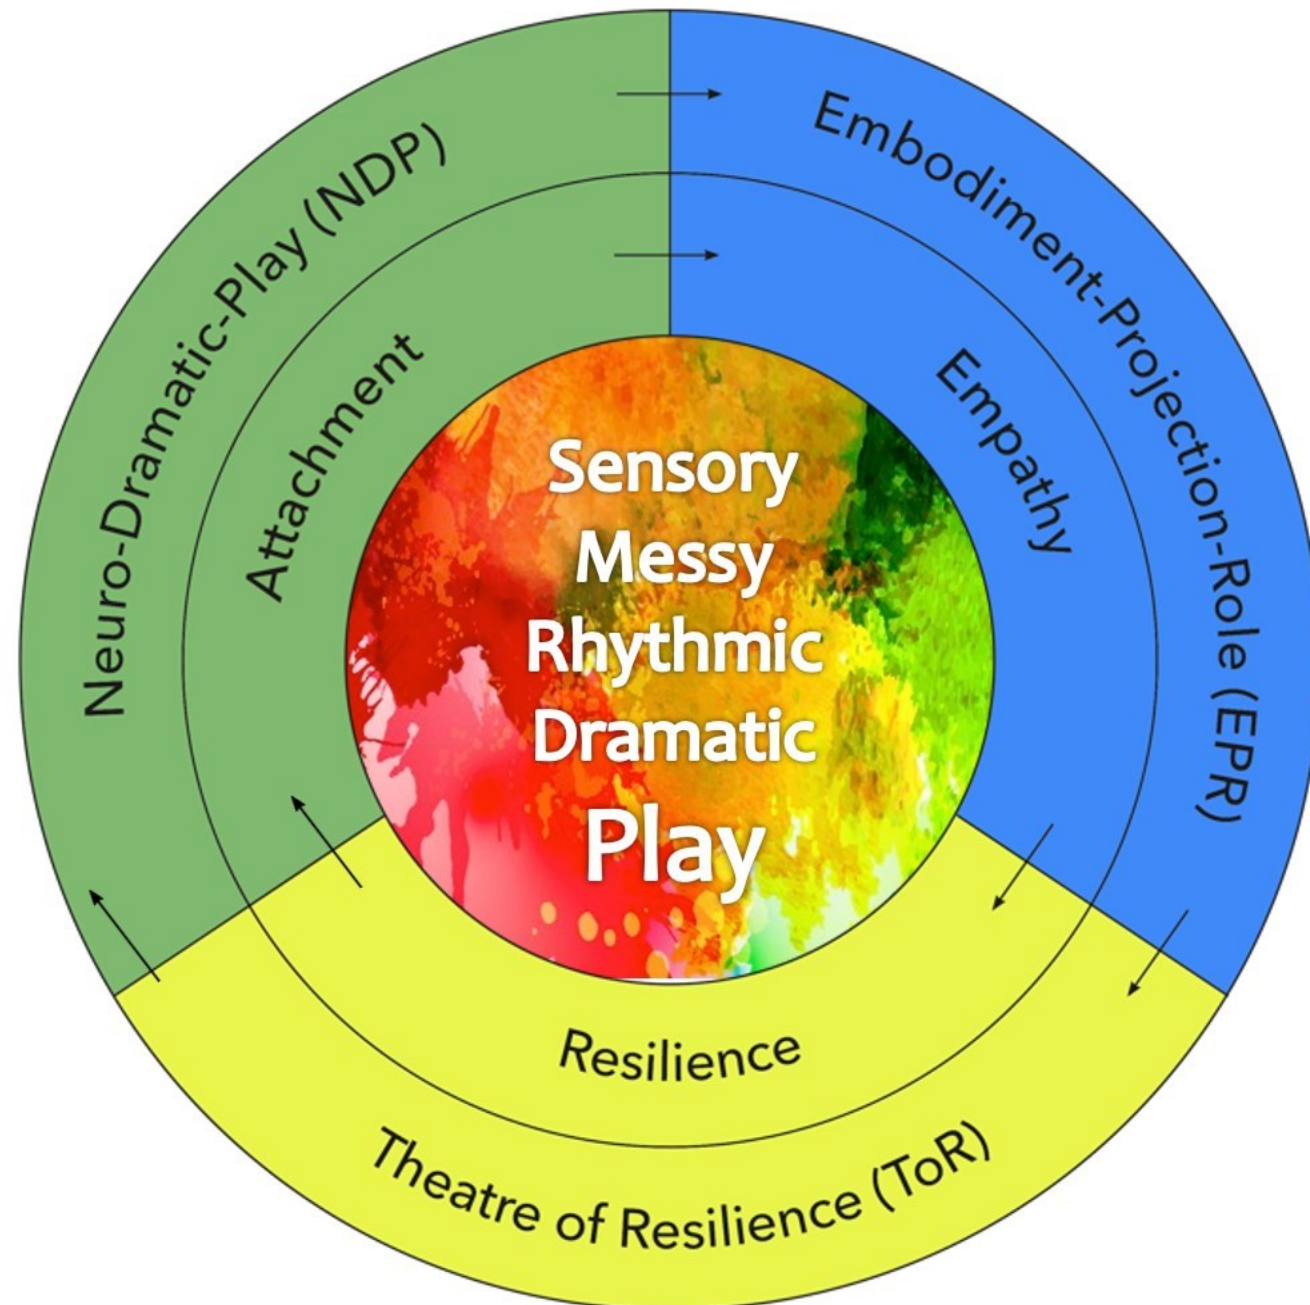 Neuro-Dramatic-Play (NDP)
Embodiment-Projection-Role (EPR)
Attachment
Empathy
Sensory
Messy
Rhythmic
Dramatic
Play
Resilience
Theatre of Resilience (ToR)